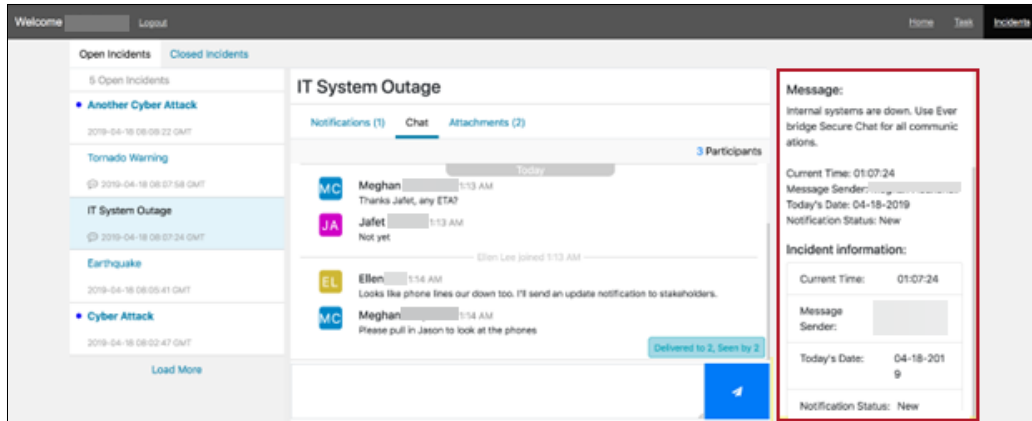 Welcome Logout Home Task Incidents
Open Incidents Closed Incidents
5 Open Incidents
Another Cyber Attack
2019-04-18 08:08:22 GMT
Tornado Warning
2019-04-18 08:07:58 GMT
IT System Outage
2019-04-18 08:07:24 GMT
Earthquake
2019-04-18 08:05:41 GMT
Cyber Attack
2019-04-18 08:02:47 GMT
Load More
IT System Outage
Notifications (1) Chat Attachments (2)
3 Participants
Today
MC
Meghan 1:13 AM
Thanks Jafet, any ETA?
JA
Jafet 1:13 AM
Not yet
Ellen Lee joined 1:13 AM
EL
Ellen 1:14 AM
Looks like phone lines our down too. I'll send an update notification to stakeholders.
MC
Meghan 1:14 AM
Please pull in Jason to look at the phones
Delivered to 2, Seen by 2
Message:
Internal systems are down. Use Ever
bridge Secure Chat for all communic
ations.
Current Time: 01:07:24
Message Sender:
Today's Date: 04-18-2019
Notification Status: New
Incident information:
Current Time: 01:07:24
Message
Sender:
Today's Date: 04-18-201
9
Notification Status: New